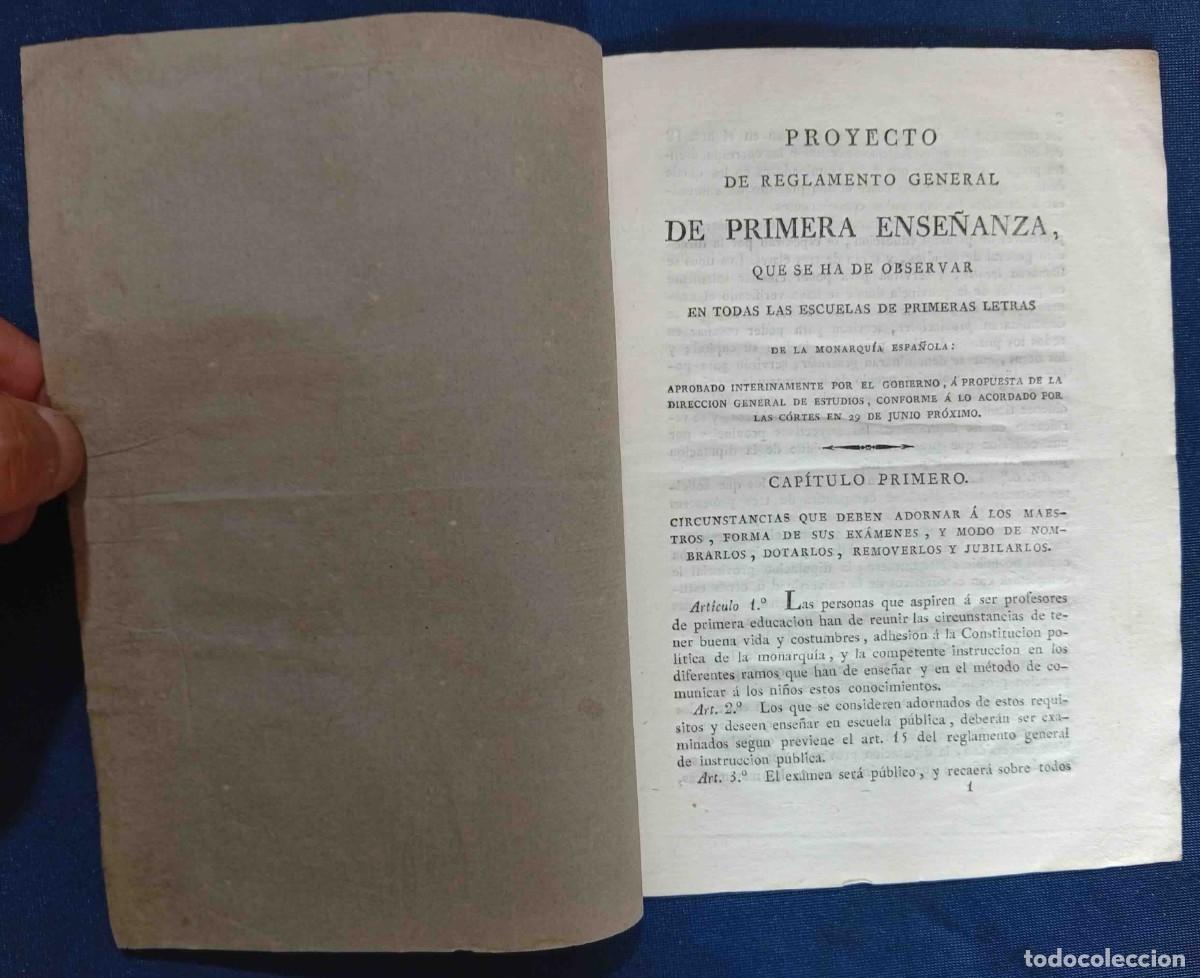 PROYECTO
DE REGLAMENTO GENERAL
DE PRIMERA ENSEÑANZA,
QUE SE HA DE OBSERVAR
EN TODAS LAS ESCUELAS DE PRIMERAS LETRAS
DE LA MONARQUÍA ESPAÑOLA:
APROBADO INTERINAMENTE POR EL GOBIERNO, Á PROPUESTA DE LA
DIRECCION GENERAL DE ESTUDIOS, CONFORME Á LO ACORDADO POR
LAS CÓRTES EN 29 DE JUNIO PRÓXIMO.
CAPÍTULO PRIMERO.
CIRCUNSTANCIAS QUE DEBEN ADORNAR Á LOS MAES-
TROS, FORMA DE SUS EXÁMENES, Y MODO DE NOM-
BRARLOS, DOTARLOS, REMOVERLOS Y JUBILARLOS.
Artículo 1.º Las personas que aspiren á ser profesores
de primera educacion han de reunir las circunstancias de te-
ner buena vida y costumbres, adhesion á la Constitucion po-
lítica de la monarquía, y la competente instruccion en los
diferentes ramos que han de enseñar y en el método de co-
municar á los niños estos conocimientos.
Art. 2.º Los que se consideren adornados de estos requi-
sitos y deseen enseñar en escuela pública, deberán ser exa-
minados segun previene el art. 15 del reglamento general
de instruccion pública.
Art. 3.º El exámen será público, y recaerá sobre todos
1
todocoleccion